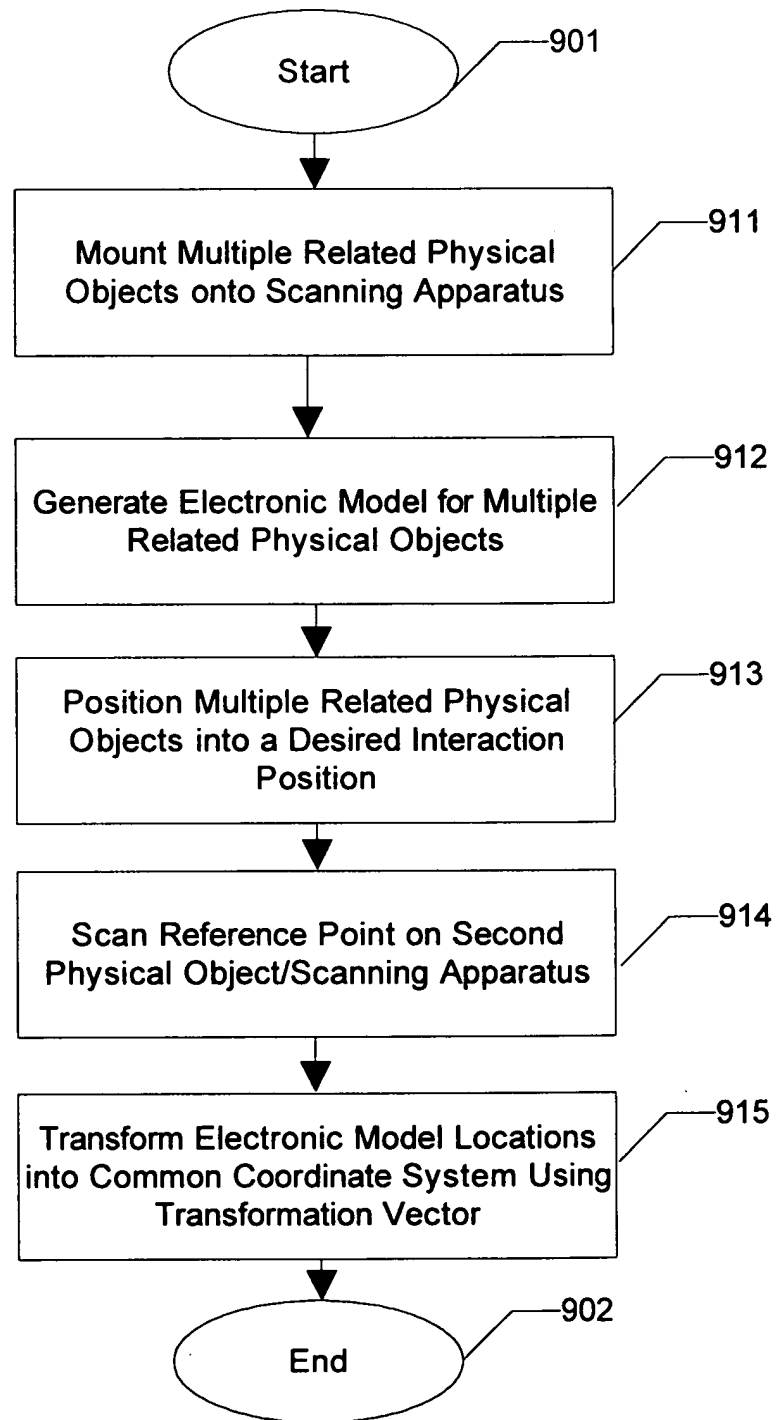 Start
901
Mount Multiple Related Physical
Objects onto Scanning Apparatus
911
Generate Electronic Model for Multiple
Related Physical Objects
912
Position Multiple Related Physical
Objects into a Desired Interaction
Position
913
Scan Reference Point on Second
Physical Object/Scanning Apparatus
914
Transform Electronic Model Locations
into Common Coordinate System Using
Transformation Vector
915
End
902